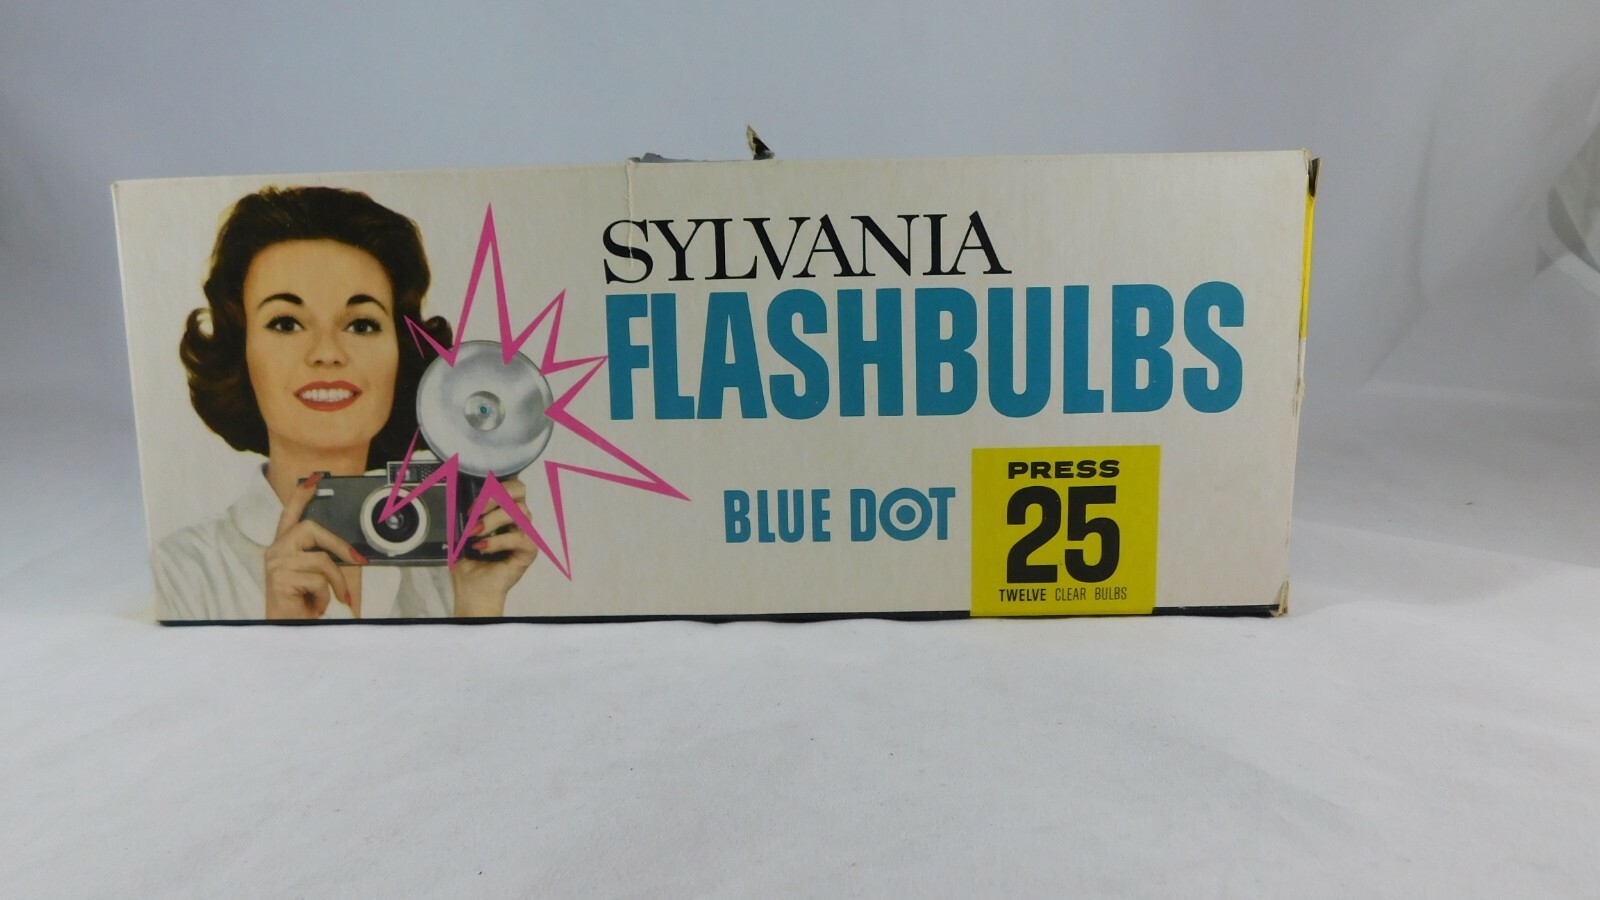 SYLVANIA
FLASHBULBS
BLUE DOT
PRESS
25
TWELVE CLEAR BULBS